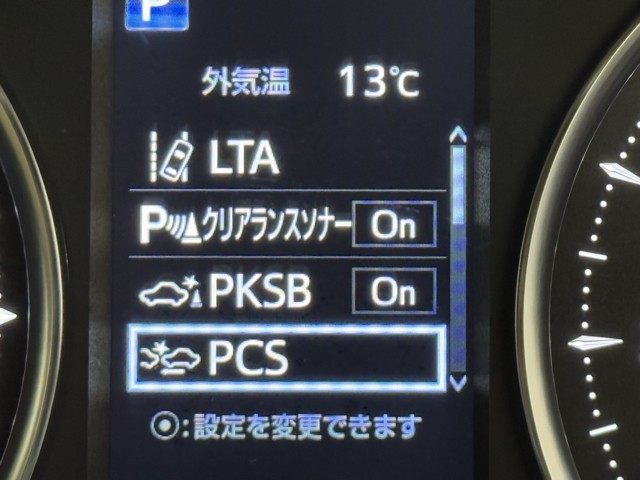 P
外気温 13℃
LTA
P クリアランスソナー On
PKSB On
PCS
◉:設定を変更できます